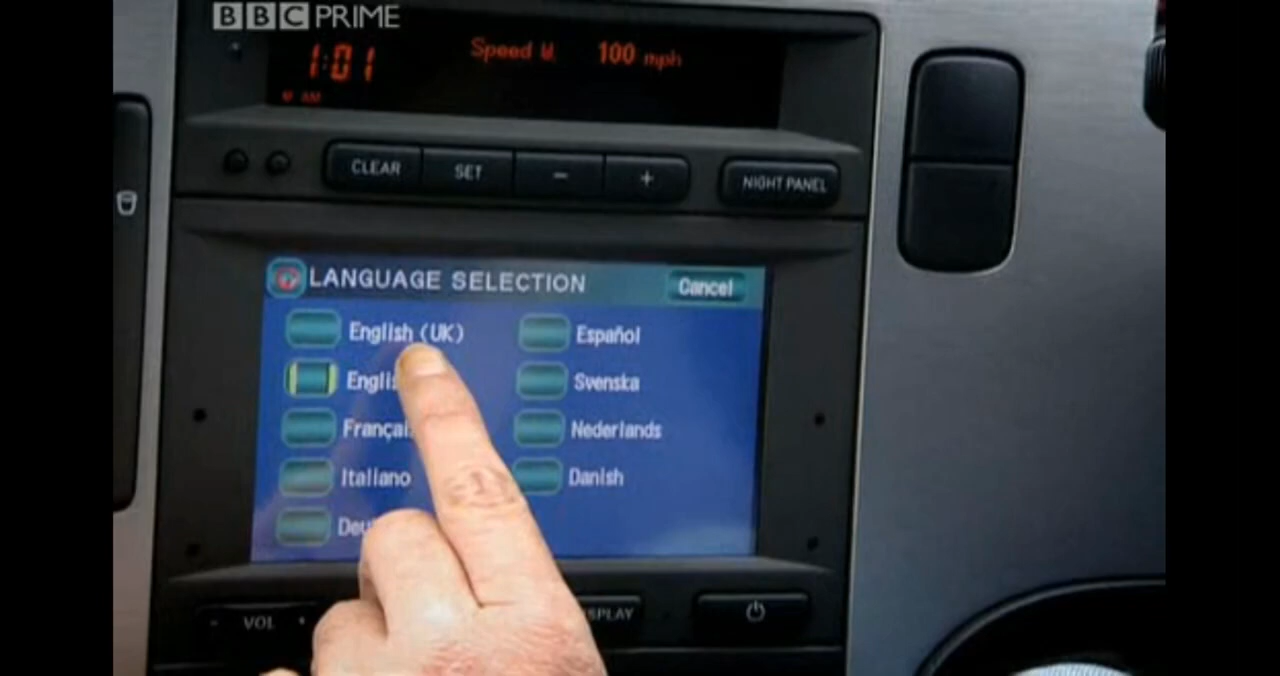 BBC PRIME
1:01 Speed W. 100 mph
AM
CLEAR SET - + NIGHT PANEL
LANGUAGE SELECTION Cancel
English (UK) Español
Svenska
Nederlands
Italiano Danish
- VOL